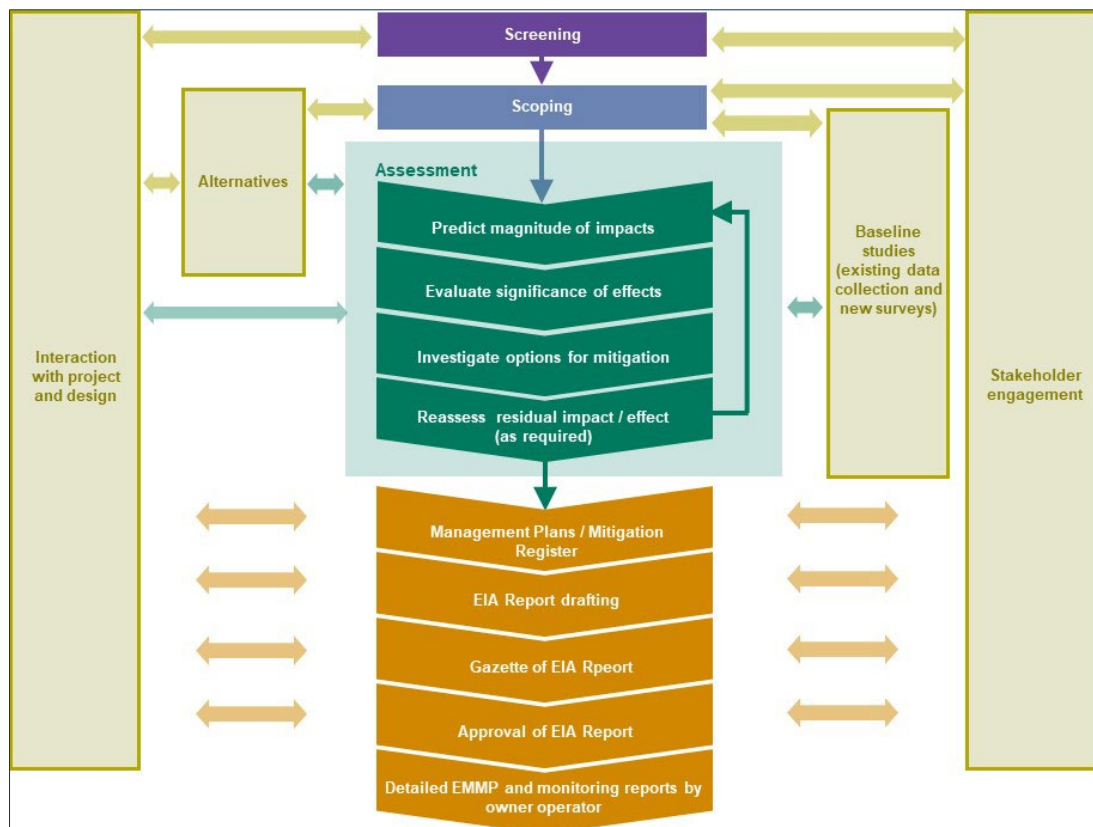 Screening
Scoping
Assessment
Alternatives
Predict magnitude of impacts
Baseline
studies
(existing data
collection and
new surveys)
Evaluate significance of effects
Interaction
with project
and design
Investigate options for mitigation
Stakeholder
engagement
Reassess residual impact / effect
(as required)
Management Plans / Mitigation
Register
EIA Report drafting
Gazette of EIA Rpeort
Approval of EIA Report
Detailed EMMP and monitoring reports by
owner operator